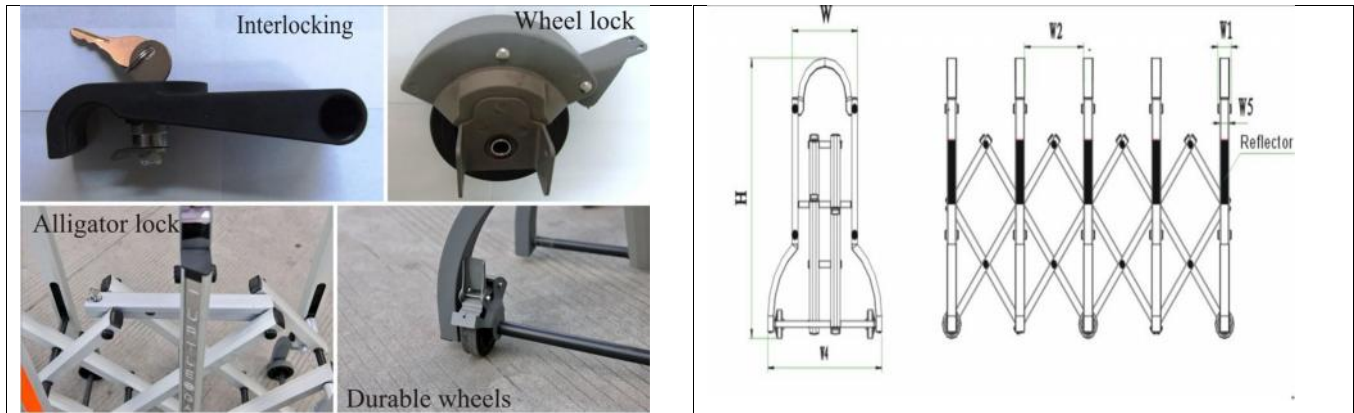 Interlocking
Wheel lock
Alligator lock
Durable wheels
W
W2
W1
W5
Reflector
H
W4